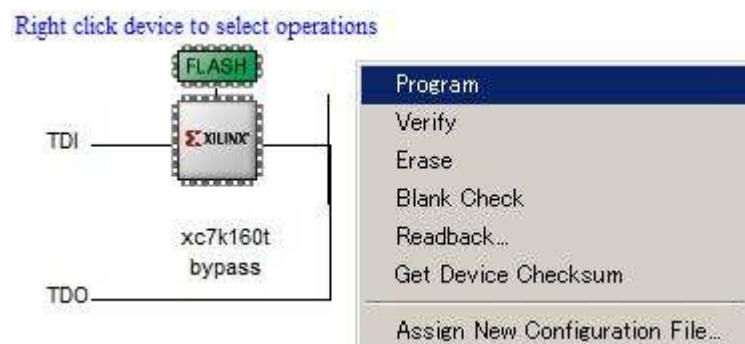 Right click device to select operations
FLASH
TDI
XILINX
xc7k160t
bypass
TDO
Program
Verify
Erase
Blank Check
Readback...
Get Device Checksum
Assign New Configuration File...